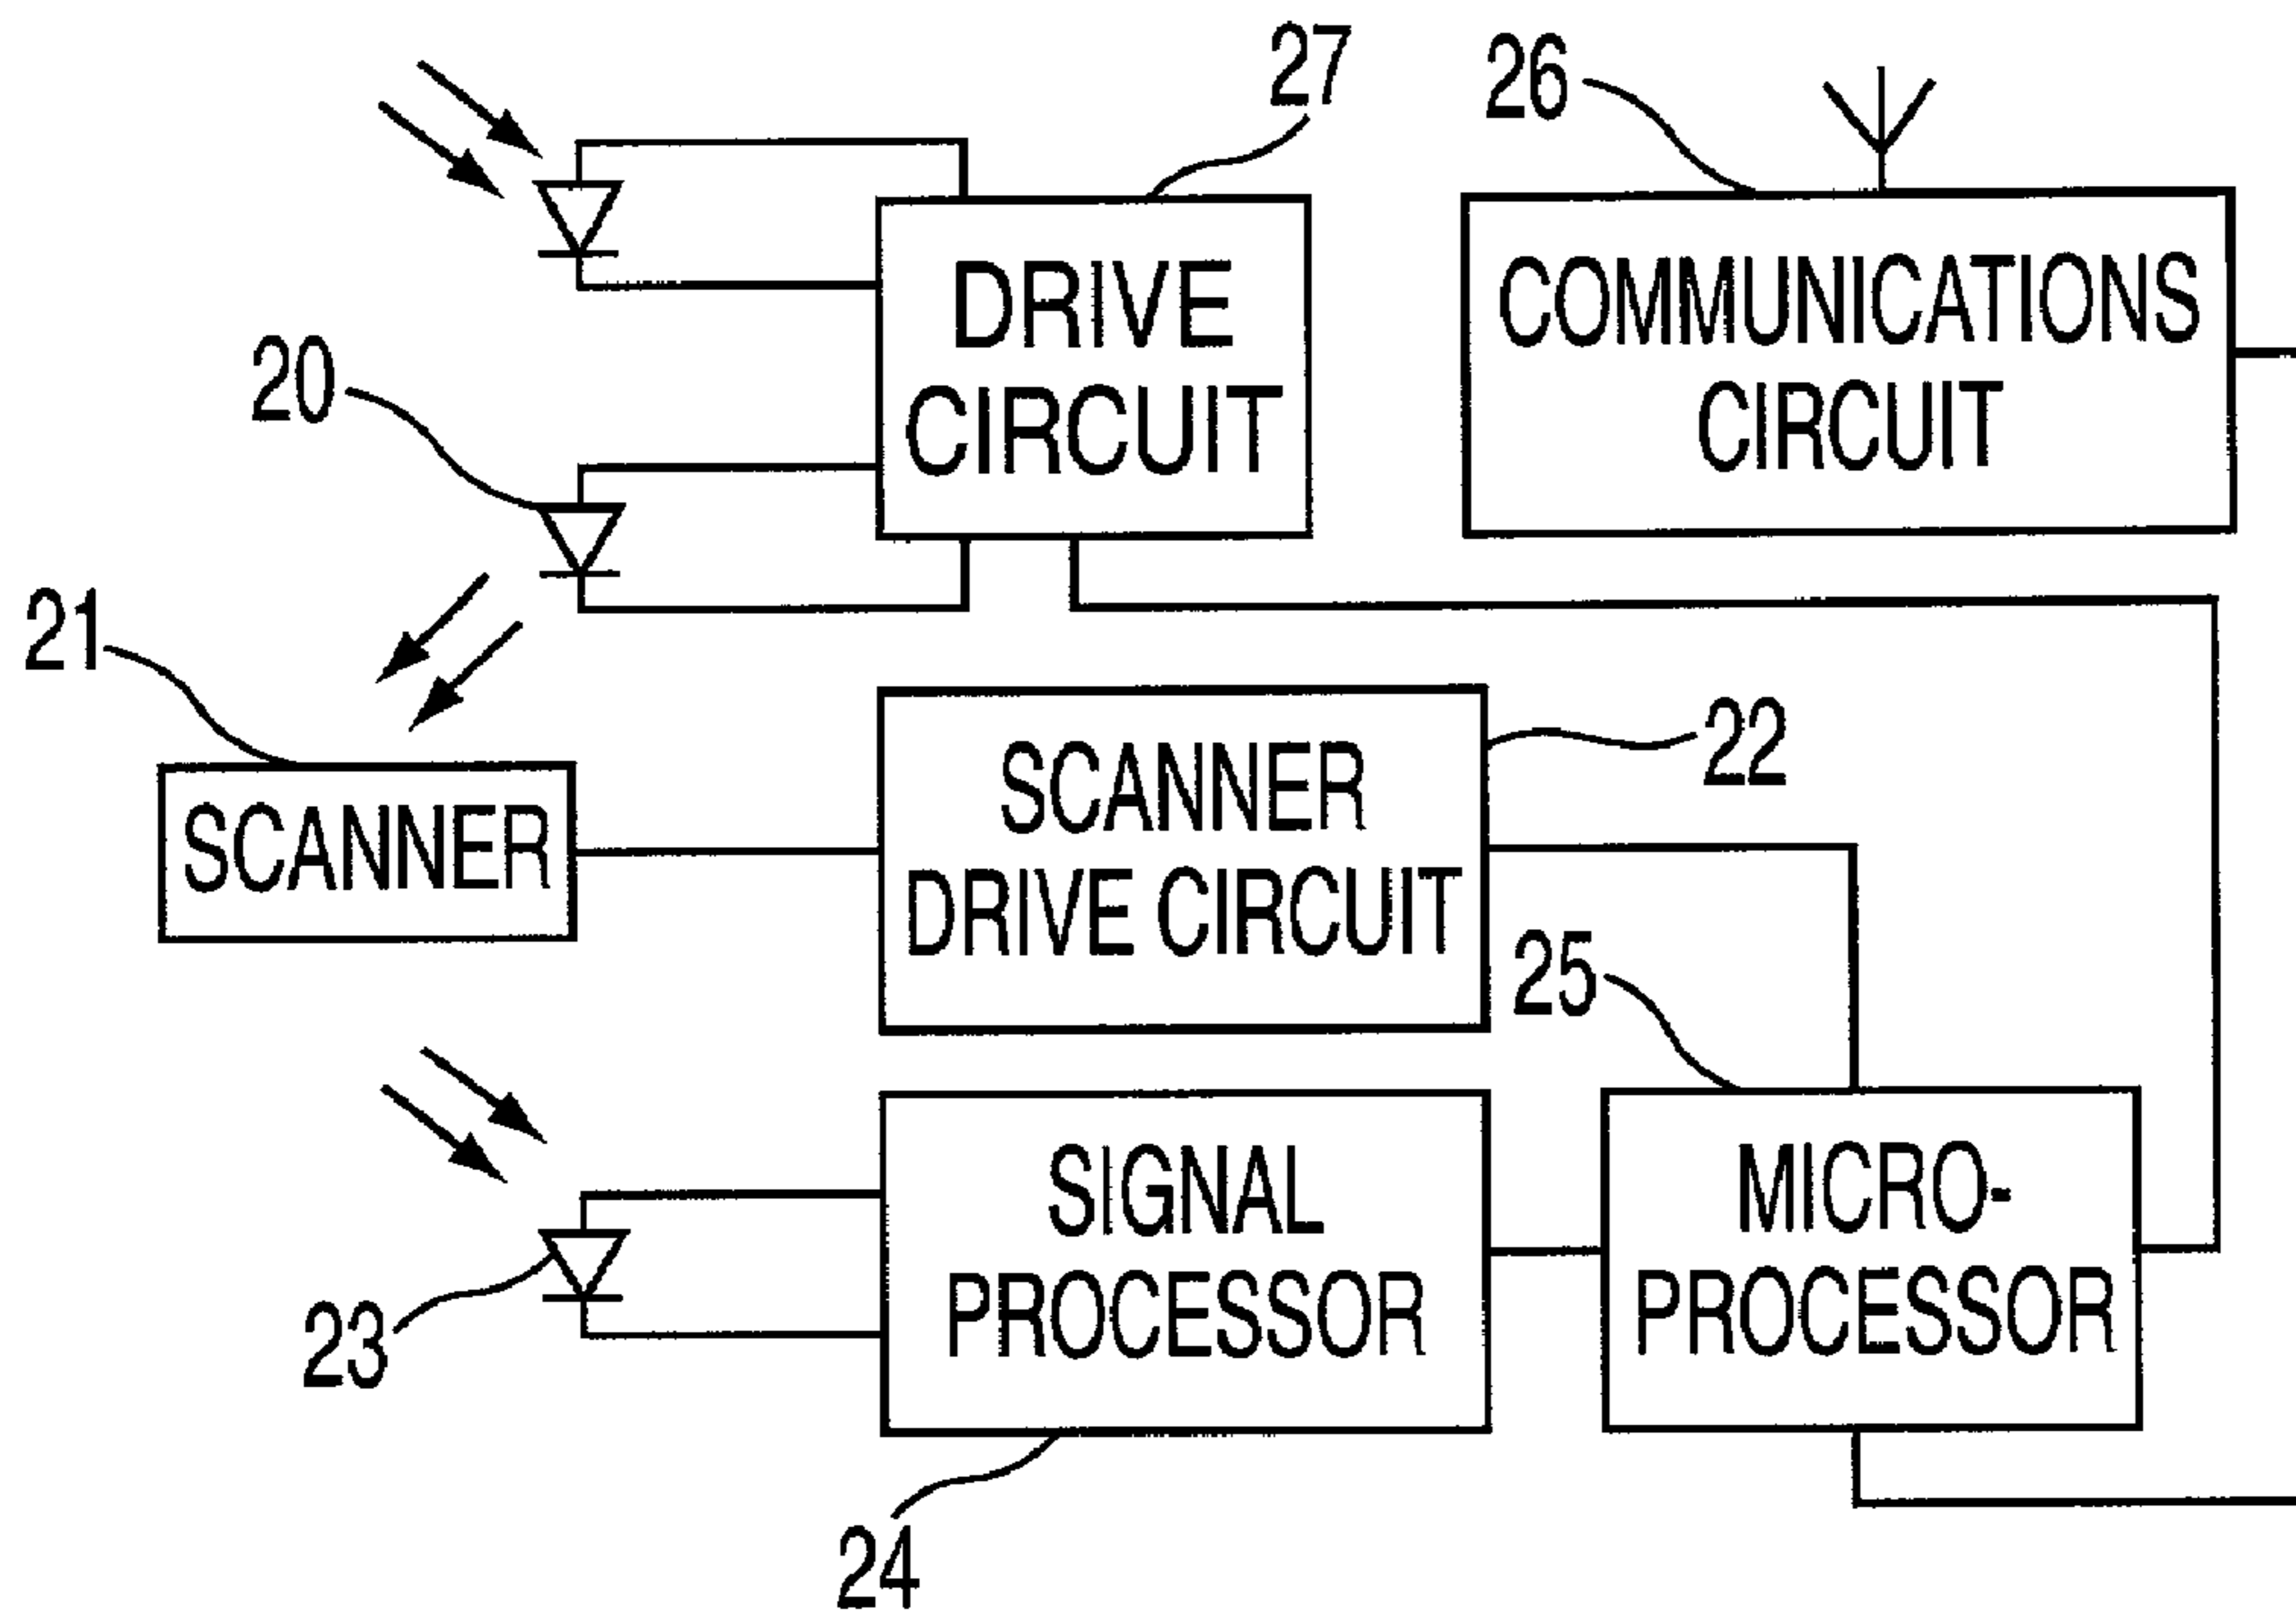 27
26
DRIVE
CIRCUIT
COMMUNICATIONS
CIRCUIT
20
21
SCANNER
SCANNER
DRIVE CIRCUIT
22
25
SIGNAL
PROCESSOR
MICRO-
PROCESSOR
23
24